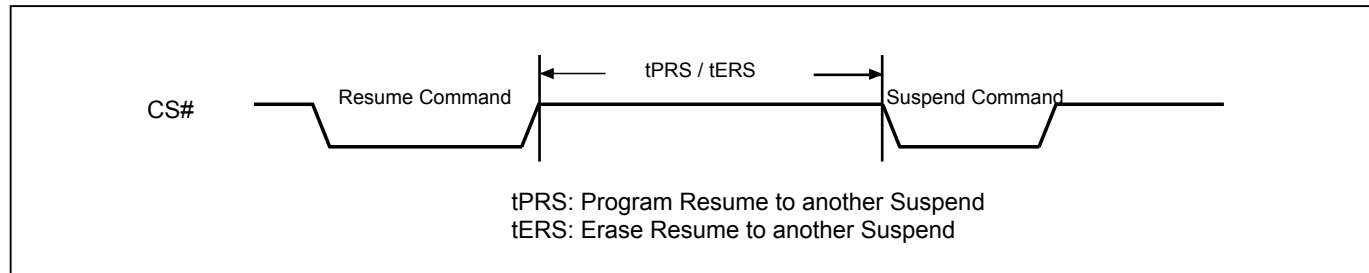 tPRS / tERS
CS#
Resume Command
Suspend Command
tPRS: Program Resume to another Suspend
tERS: Erase Resume to another Suspend